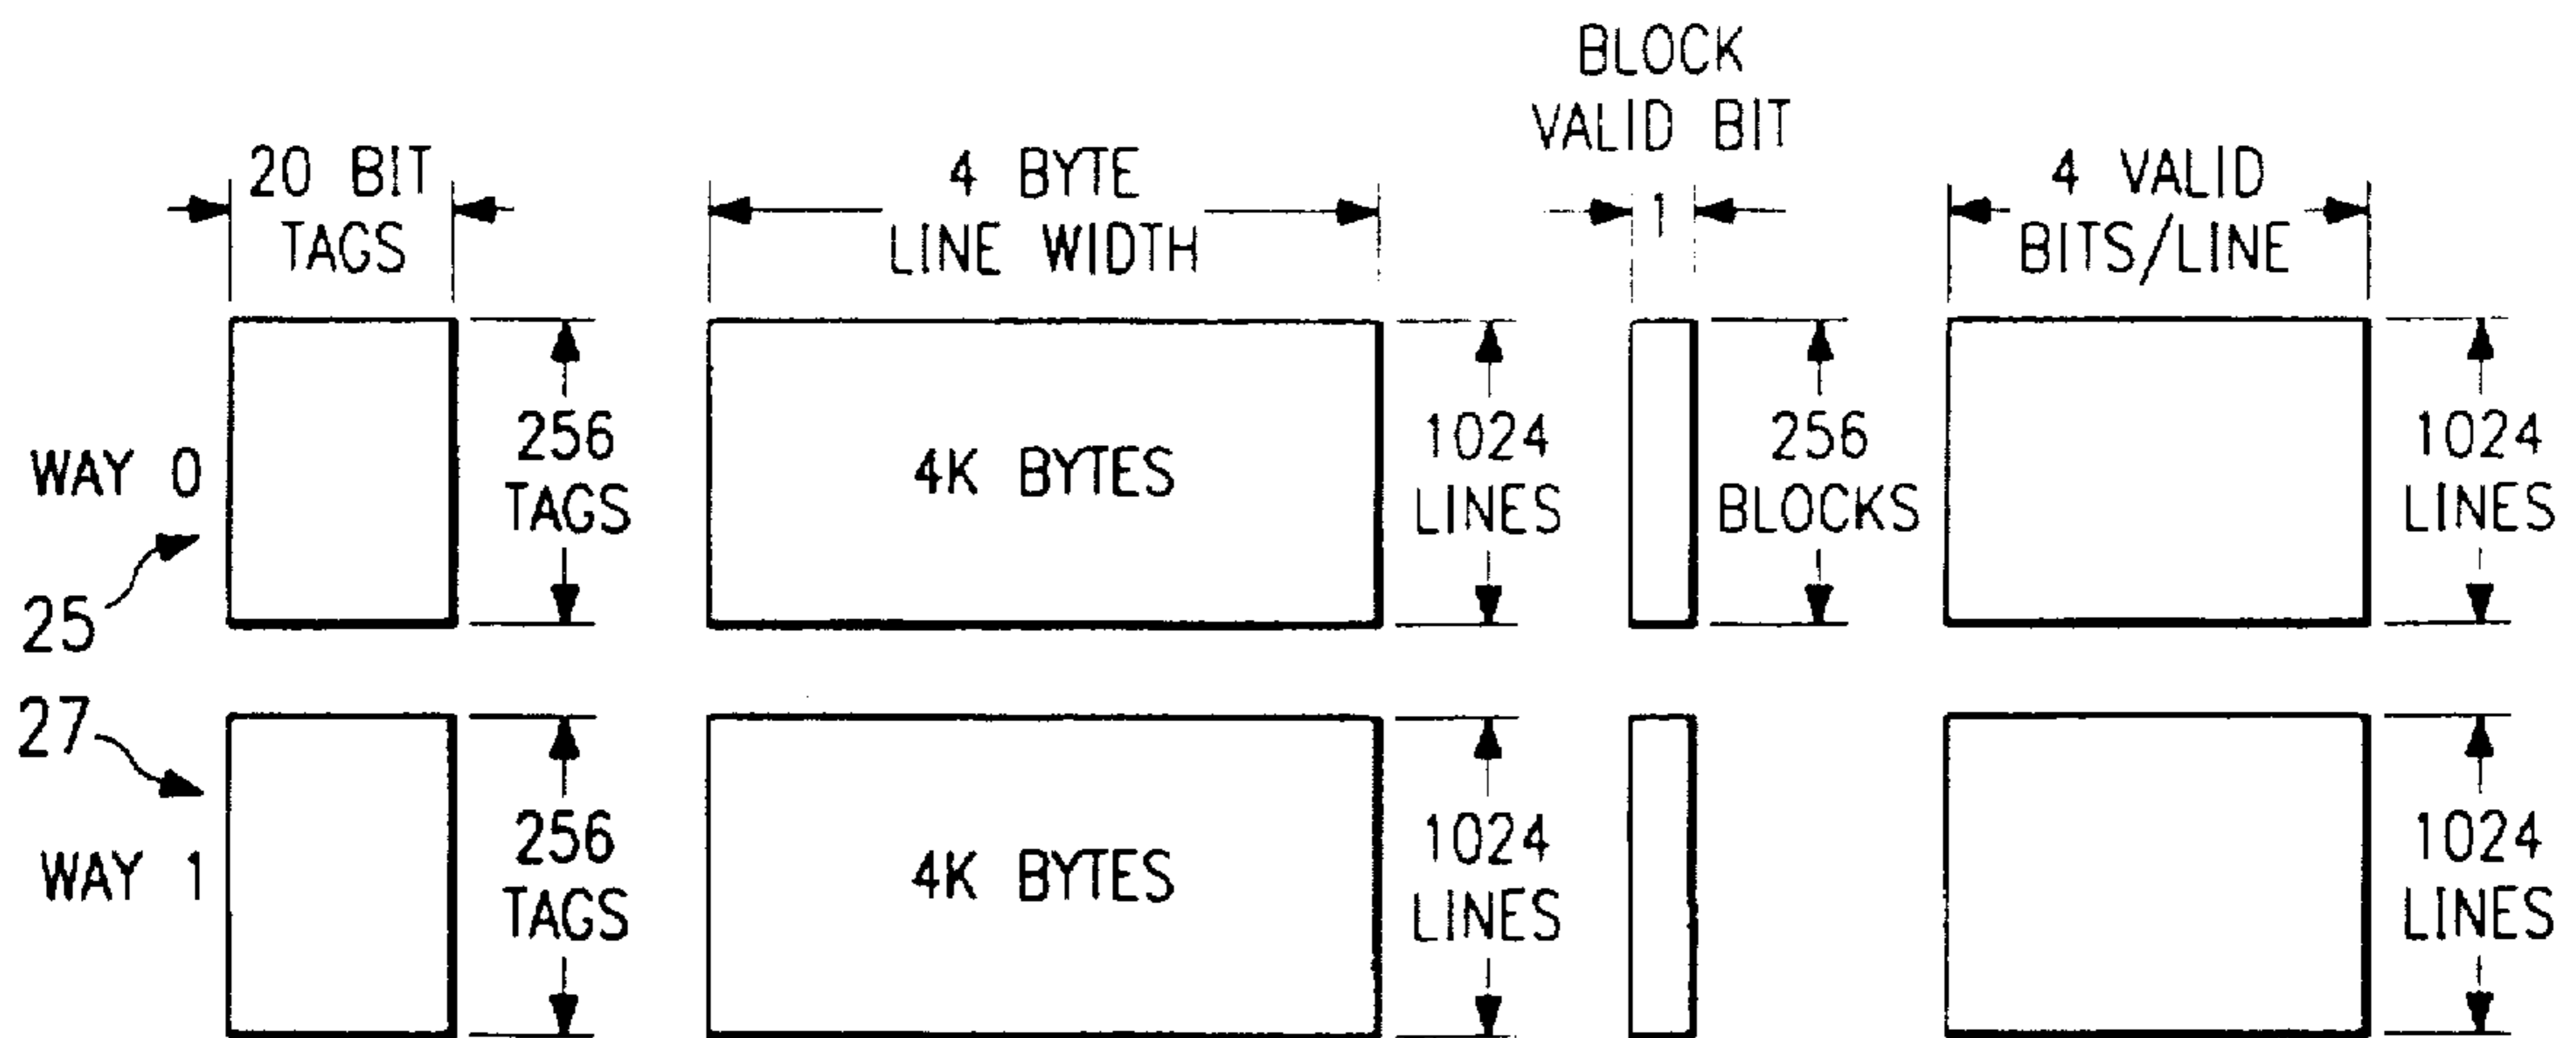 BLOCK
VALID BIT
20 BIT
TAGS
4 BYTE
LINE WIDTH
1
4 VALID
BITS/LINE
WAY 0
25
256
TAGS
4K BYTES
1024
LINES
256
BLOCKS
1024
LINES
27
WAY 1
256
TAGS
4K BYTES
1024
LINES
1024
LINES